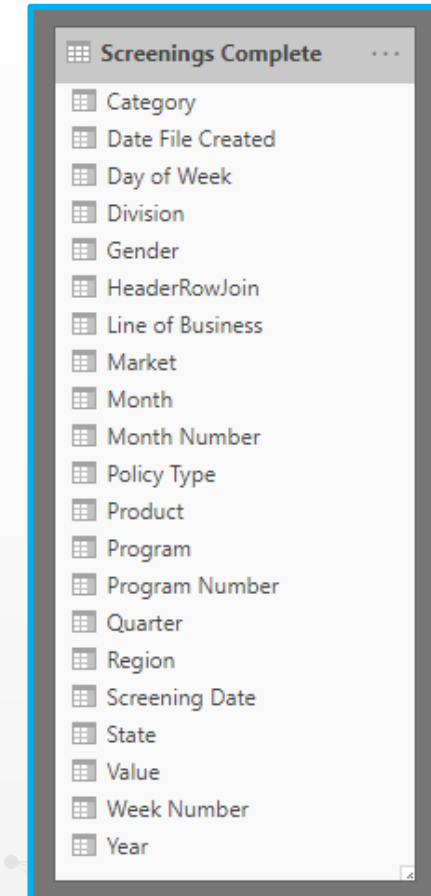 Screenings Complete
Category
Date File Created
Day of Week
Division
Gender
HeaderRowJoin
Line of Business
Market
Month
Month Number
Policy Type
Product
Program
Program Number
Quarter
Region
Screening Date
State
Value
Week Number
Year